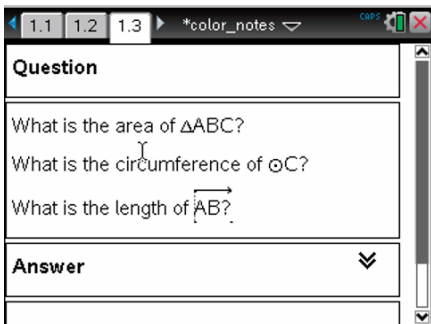 1.1 1.2 1.3 *color_notes CAPS
Question
What is the area of △ABC?
What is the circumference of ⊙C?
What is the length of AB?
Answer